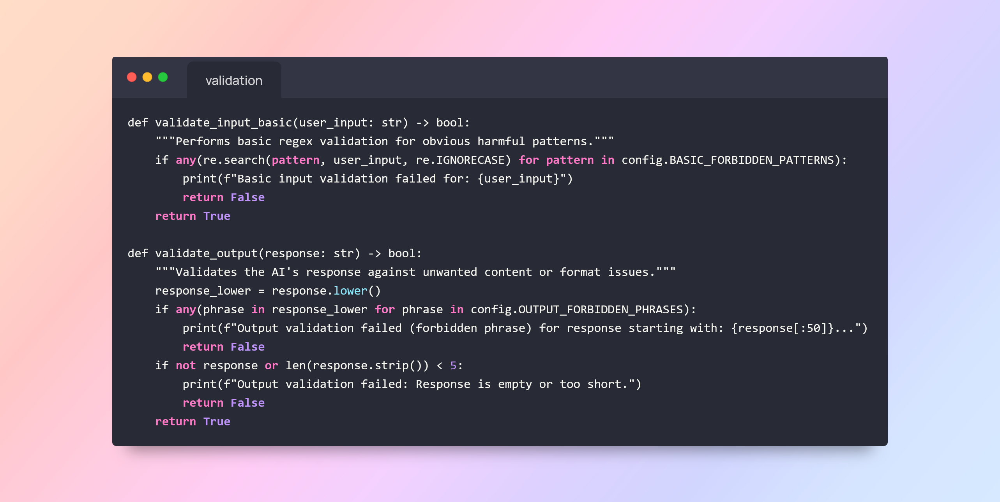 validation
def validate_input_basic(user_input: str) -> bool:
    """Performs basic regex validation for obvious harmful patterns."""
    if any(re.search(pattern, user_input, re.IGNORECASE) for pattern in config.BASIC_FORBIDDEN_PATTERNS):
        print(f"Basic input validation failed for: {user_input}")
        return False
    return True

def validate_output(response: str) -> bool:
    """Validates the AI's response against unwanted content or format issues."""
    response_lower = response.lower()
    if any(phrase in response_lower for phrase in config.OUTPUT_FORBIDDEN_PHRASES):
        print(f"Output validation failed (forbidden phrase) for response starting with: {response[:50]}...")
        return False
    if not response or len(response.strip()) < 5:
        print(f"Output validation failed: Response is empty or too short.")
        return False
    return True